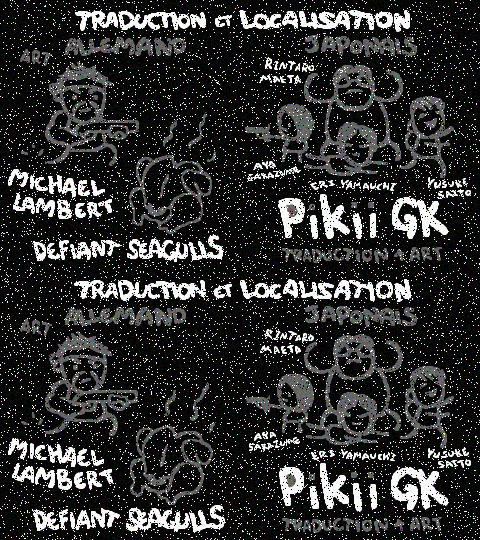 TRADUCTION ET LOCALISATION
ALLEMAND
JAPONAIS
ART
RINTARO
MAETA
AYA
SABAZUME
ERI YAMAUCHI
YUSUKE
SAITO
MICHAEL
LAMBERT
Pikii GK
DEFIANT SEAGULLS
TRADUCTION + ART
TRADUCTION ET LOCALISATION
ALLEMAND
JAPONAIS
ART
RINTARO
MAETA
AYA
SABAZUME
ERI YAMAUCHI
YUSUKE
SAITO
MICHAEL
LAMBERT
Pikii GK
DEFIANT SEAGULLS
TRADUCTION + ART